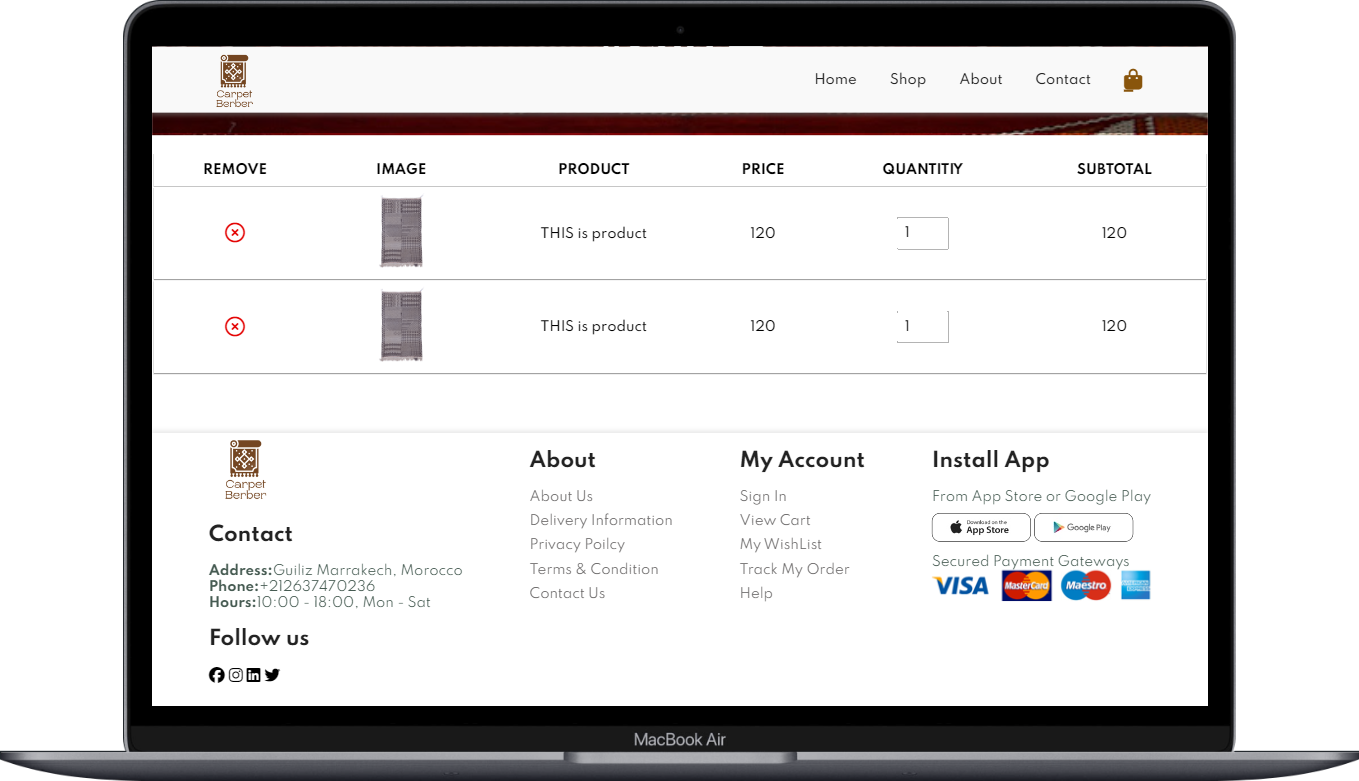 Carpet
Berber
Home Shop About Contact
REMOVE IMAGE PRODUCT PRICE QUANTITIY SUBTOTAL
THIS is product 120 1 120
THIS is product 120 1 120
Carpet
Berber
Contact
Address:Guiliz Marrakech, Morocco
Phone:+212637470236
Hours:10:00 - 18:00, Mon - Sat
Follow us
About
About Us
Delivery Information
Privacy Poilcy
Terms & Condition
Contact Us
My Account
Sign In
View Cart
My WishList
Track My Order
Help
Install App
From App Store or Google Play
Download on the
App Store
Google Play
Secured Payment Gateways
VISA MasterCard Maestro AMERICAN EXPRESS
MacBook Air